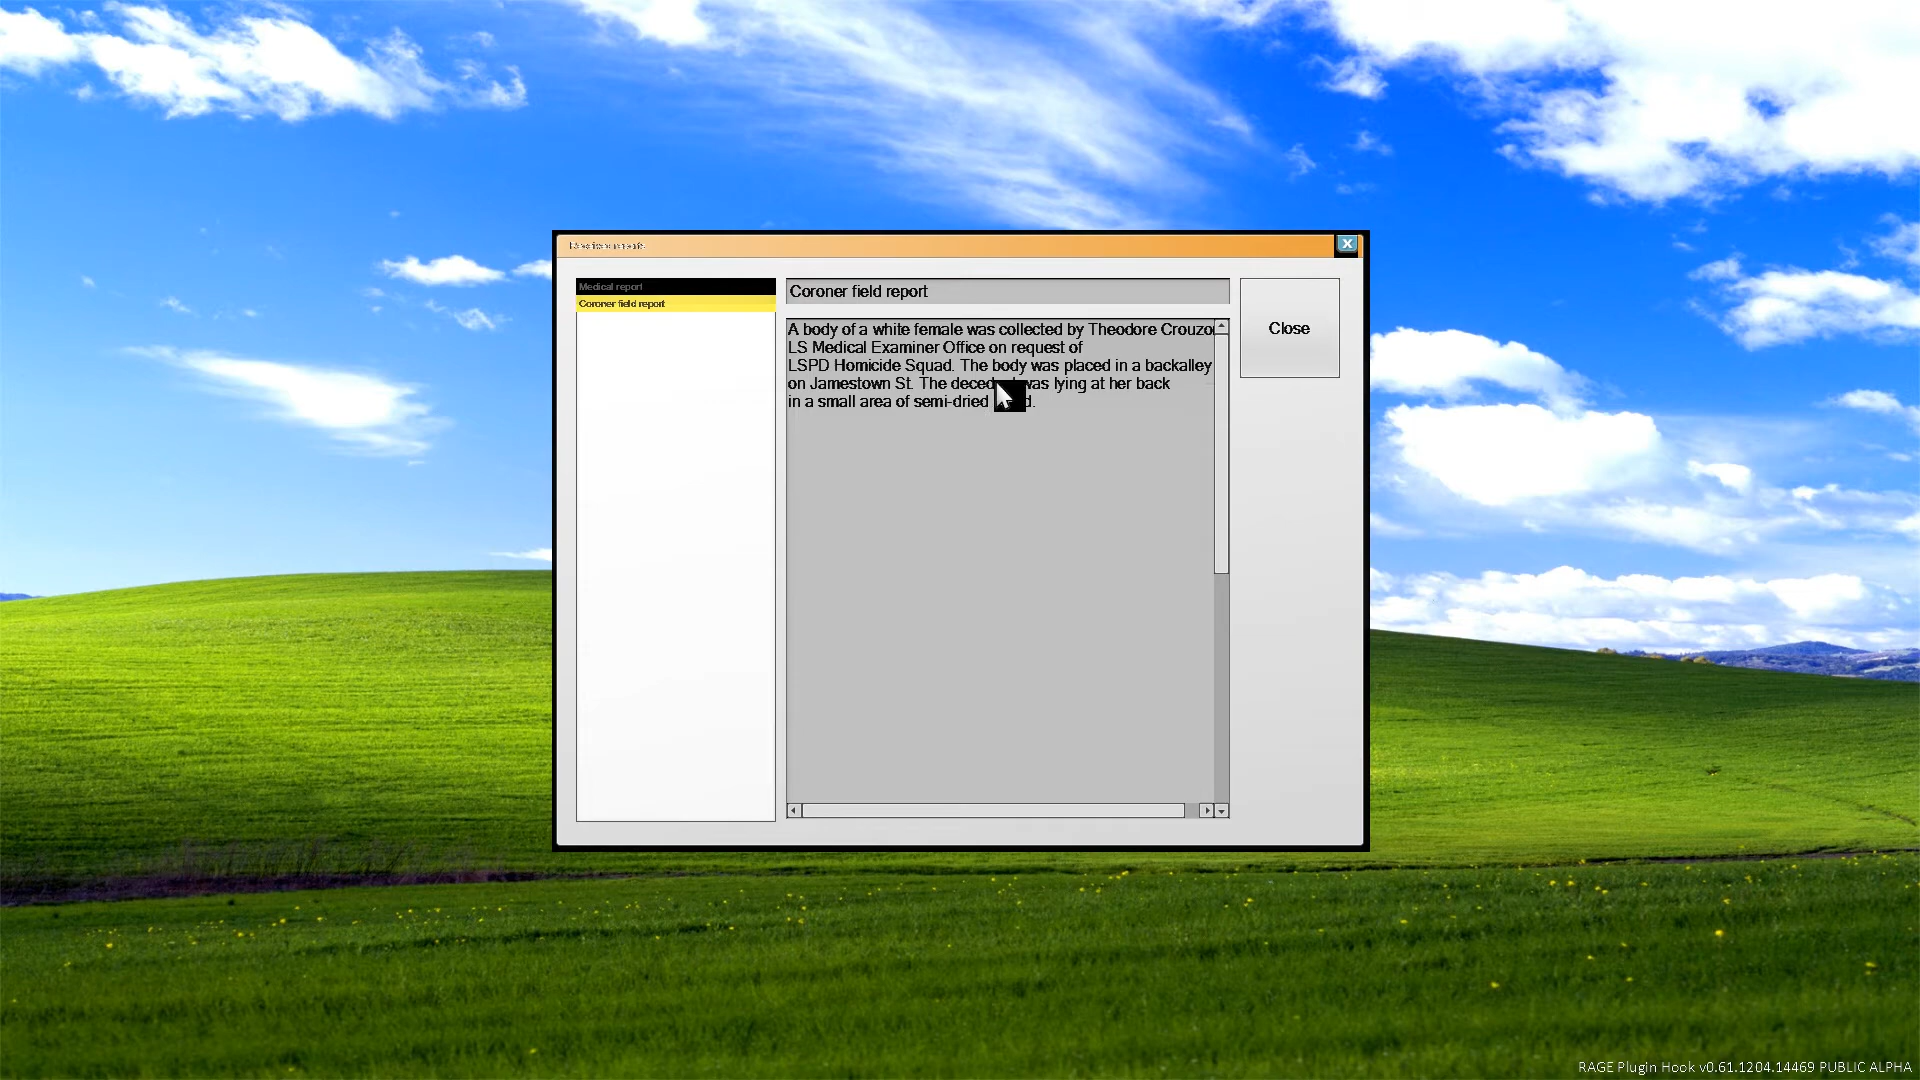 Medical report
Coroner field report
Coroner field report
A body of a white female was collected by Theodore
LS Medical Examiner Office on request of
LSPD Homicide Squad. The body was placed in a backalley
on Jamestown St. The was lying at her back
in a small area of semi-dried
Close
RAGE Plugin Hook v0.61.1204.14469 PUBLIC ALPHA